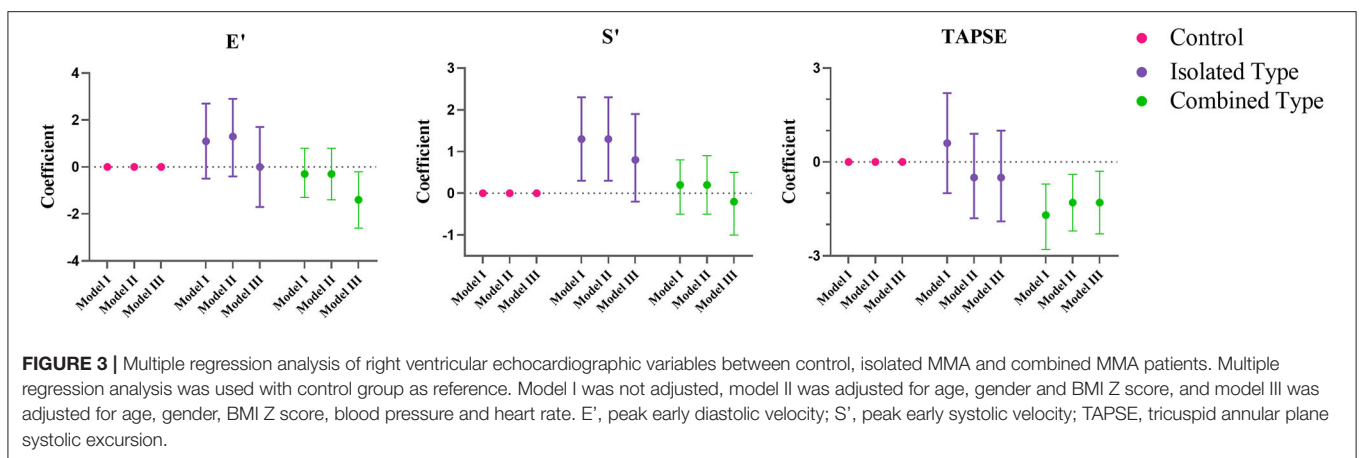 E'
S'
TAPSE
Control
Isolated Type
Combined Type
Coefficient
4
2
0
-2
-4
Model I
Model II
Model III
Model I
Model II
Model III
Model I
Model II
Model III
Coefficient
3
2
1
0
-1
Model I
Model II
Model III
Model I
Model II
Model III
Model I
Model II
Model III
Coefficient
3
0
-3
Model I
Model II
Model III
Model I
Model II
Model III
Model I
Model II
Model III
FIGURE 3 | Multiple regression analysis of right ventricular echocardiographic variables between control, isolated MMA and combined MMA patients. Multiple
regression analysis was used with control group as reference. Model I was not adjusted, model II was adjusted for age, gender and BMI Z score, and model III was
adjusted for age, gender, BMI Z score, blood pressure and heart rate. E', peak early diastolic velocity; S', peak early systolic velocity; TAPSE, tricuspid annular plane
systolic excursion.